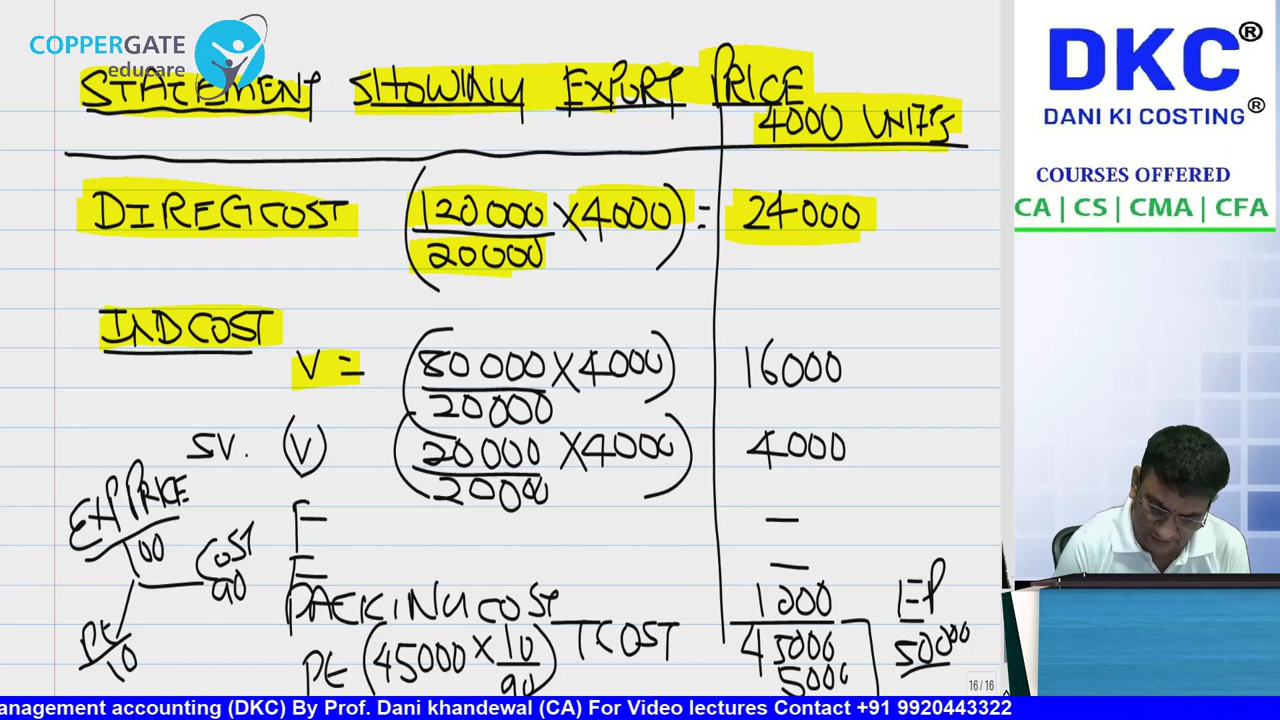 COPPERGATE
educare
STATEMENT SHOWING EXPORT PRICE
4000 UNITS
DIRECT COST (120000/20000 X 4000) = 24000
IND COST
V = (80000/20000 X 4000) 16000
SV. (V) (20000/20000 X 4000) 4000
F —
F —
PACKING COST 1000
T COST 45000
PT (45000 X 10/90) 5000
EP
50000
EXP PRICE
100
COST
90
PT
10
16/16
DKC®
DANI KI COSTING®
COURSES OFFERED
CA | CS | CMA | CFA
anagement accounting (DKC) By Prof. Dani khandewal (CA) For Video lectures Contact +91 9920443322